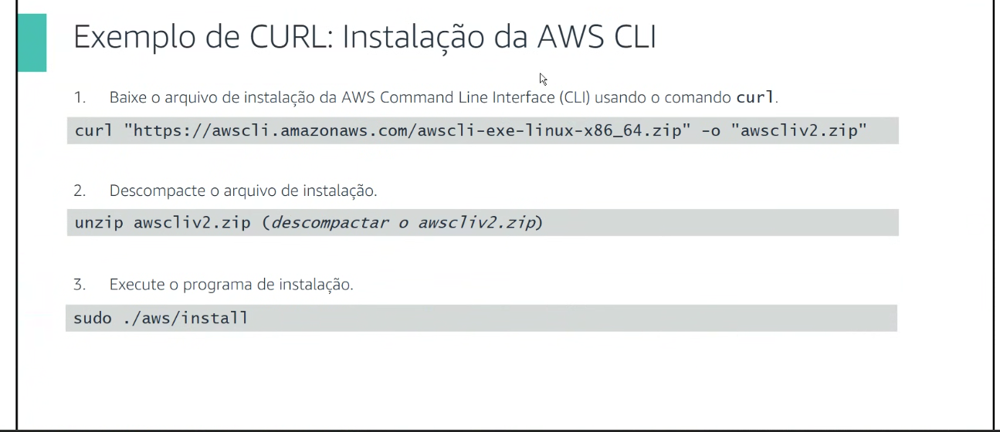 Exemplo de CURL: Instalação da AWS CLI
1. Baixe o arquivo de instalação da AWS Command Line Interface (CLI) usando o comando curl.
curl "https://awscli.amazonaws.com/awscli-exe-linux-x86_64.zip" -o "awscliv2.zip"
2. Descompacte o arquivo de instalação.
unzip awscliv2.zip (descompactar o awscliv2.zip)
3. Execute o programa de instalação.
sudo ./aws/install